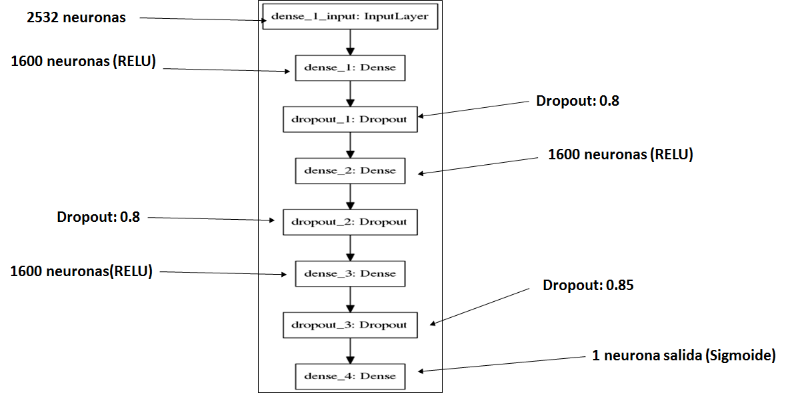 2532 neuronas
dense_1_input: InputLayer
1600 neuronas (RELU)
dense_1: Dense
Dropout: 0.8
dropout_1: Dropout
1600 neuronas (RELU)
dense_2: Dense
Dropout: 0.8
dropout_2: Dropout
1600 neuronas(RELU)
dense_3: Dense
Dropout: 0.85
dropout_3: Dropout
1 neurona salida (Sigmoide)
dense_4: Dense